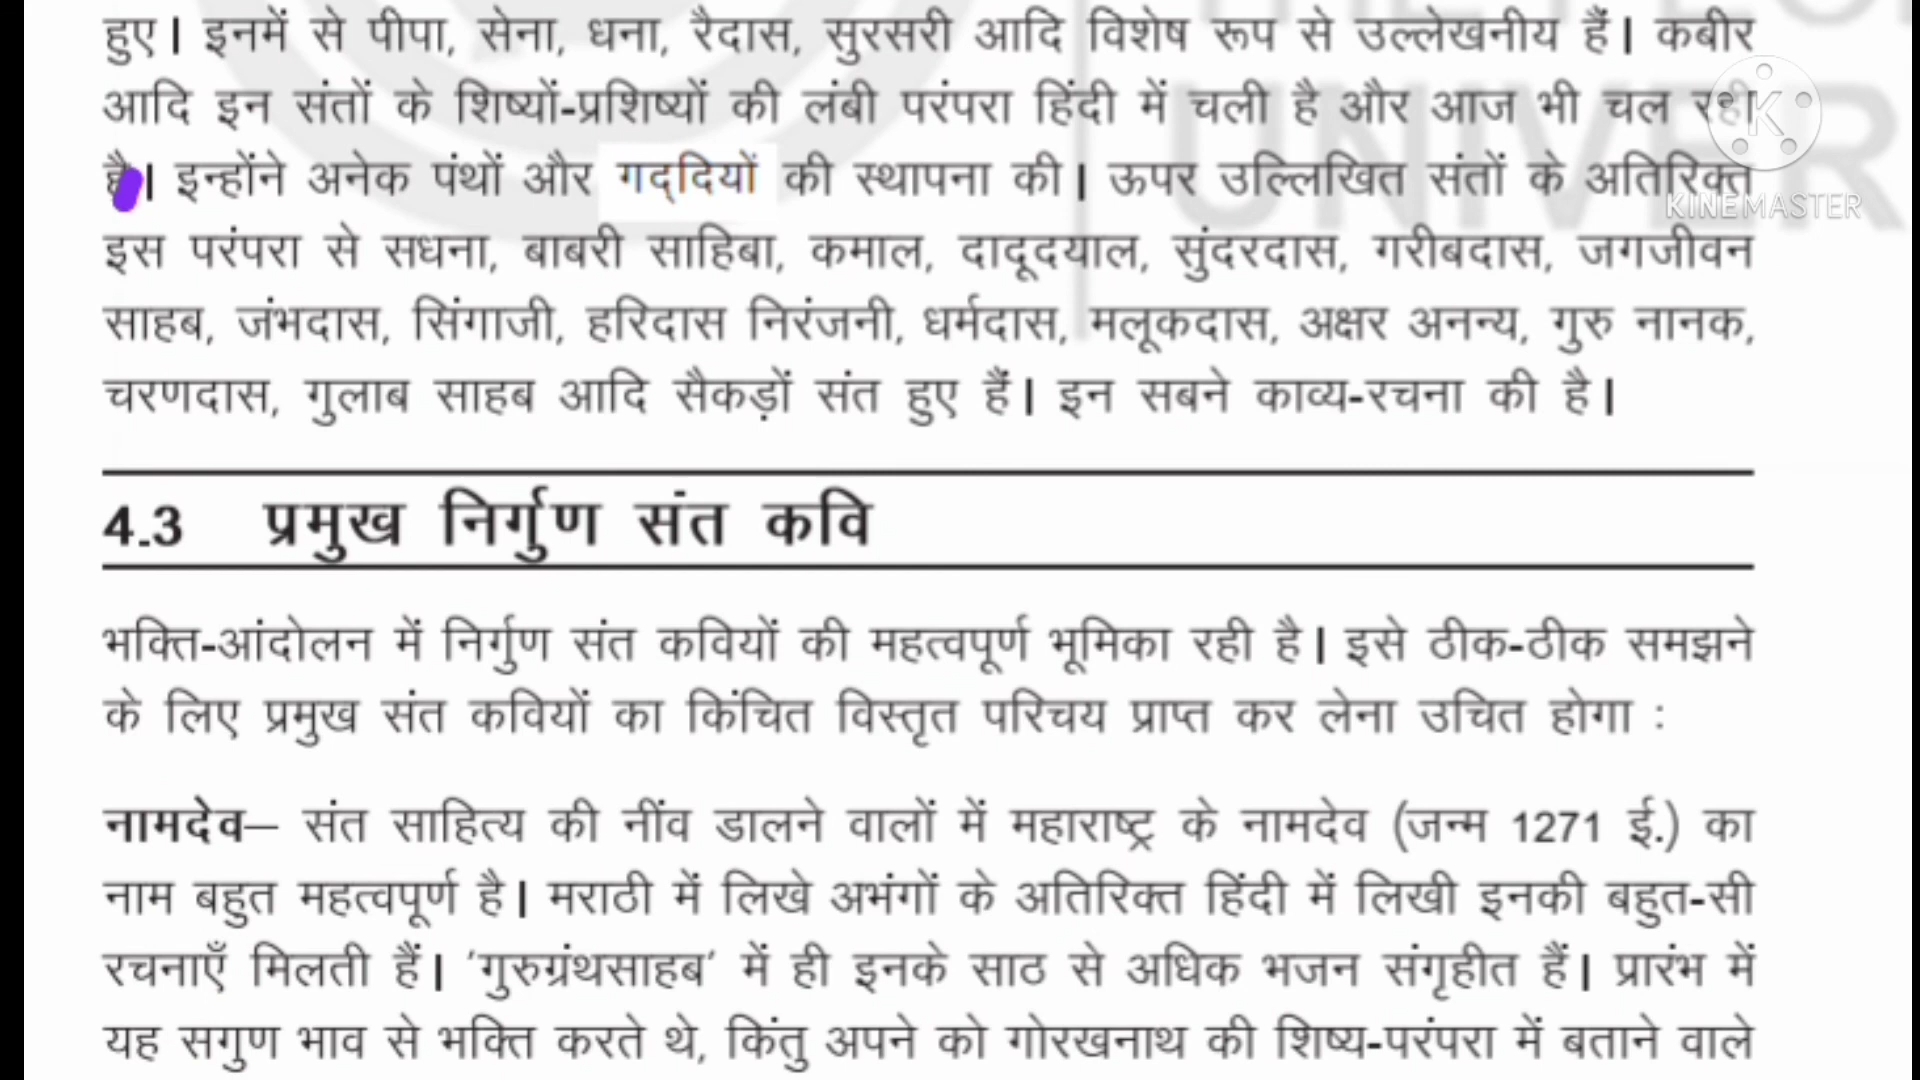 हुए। इनमें से पीपा, सेना, धना, रैदास, सुरसरी आदि विशेष रूप से उल्लेखनीय हैं। कबीर
आदि इन संतों के शिष्यों-प्रशिष्यों की लंबी परंपरा हिंदी में चली है और आज भी चल रही
है। इन्होंने अनेक पंथों और गद्दियों की स्थापना की। ऊपर उल्लिखित संतों के अतिरिक्त
इस परंपरा से सधना, बाबरी साहिबा, कमाल, दादूदयाल, सुंदरदास, गरीबदास, जगजीवन
साहब, जंभदास, सिंगाजी, हरिदास निरंजनी, धर्मदास, मलूकदास, अक्षर अनन्य, गुरु नानक,
चरणदास, गुलाब साहब आदि सैकड़ों संत हुए हैं। इन सबने काव्य-रचना की है।
4.3 प्रमुख निर्गुण संत कवि
भक्ति-आंदोलन में निर्गुण संत कवियों की महत्वपूर्ण भूमिका रही है। इसे ठीक-ठीक समझने
के लिए प्रमुख संत कवियों का किंचित विस्तृत परिचय प्राप्त कर लेना उचित होगा :
नामदेव– संत साहित्य की नींव डालने वालों में महाराष्ट्र के नामदेव (जन्म 1271 ई.) का
नाम बहुत महत्वपूर्ण है। मराठी में लिखे अभंगों के अतिरिक्त हिंदी में लिखी इनकी बहुत-सी
रचनाएँ मिलती हैं। 'गुरुग्रंथसाहब' में ही इनके साठ से अधिक भजन संगृहीत हैं। प्रारंभ में
यह सगुण भाव से भक्ति करते थे, किंतु अपने को गोरखनाथ की शिष्य-परंपरा में बताने वाले
K
KINEMASTER
UNIVER